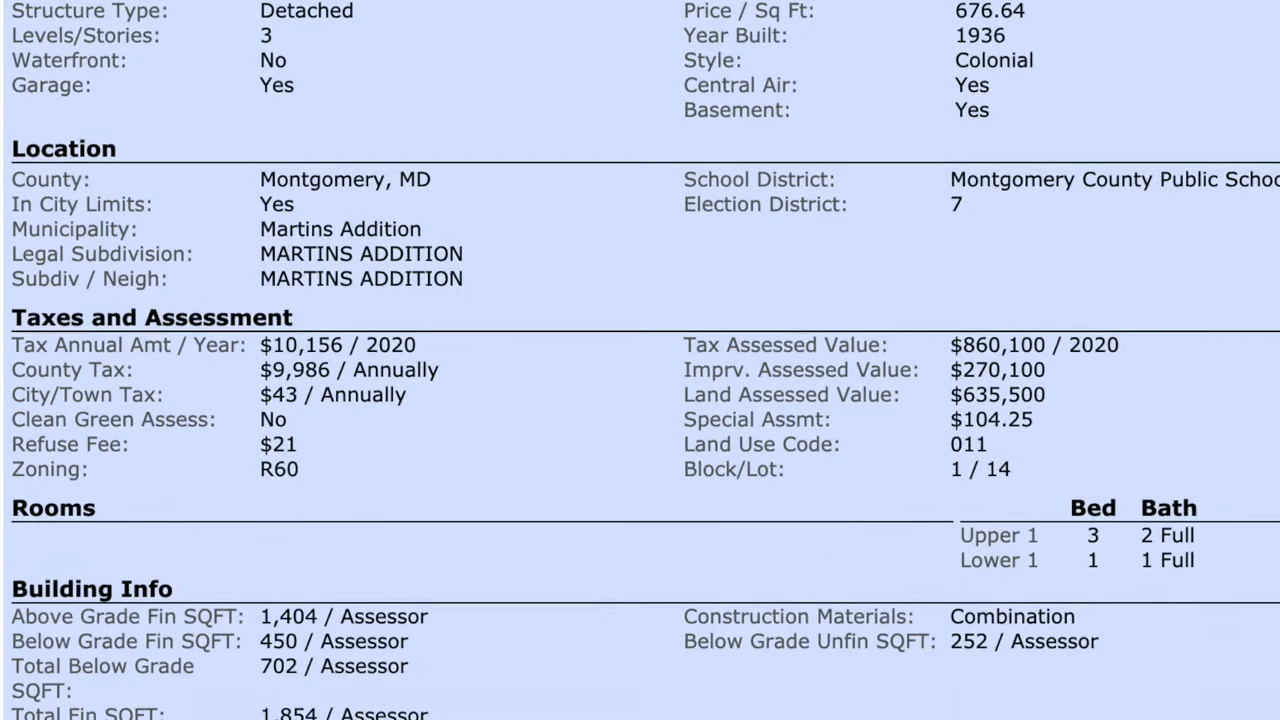 Structure Type: Detached Price / Sq Ft: 676.64
Levels/Stories: 3 Year Built: 1936
Waterfront: No Style: Colonial
Garage: Yes Central Air: Yes
Basement: Yes
Location
County: Montgomery, MD School District: Montgomery County Public
In City Limits: Yes Election District: 7
Municipality: Martins Addition
Legal Subdivision: MARTINS ADDITION
Subdiv / Neigh: MARTINS ADDITION
Taxes and Assessment
Tax Annual Amt / Year: $10,156 / 2020 Tax Assessed Value: $860,100 / 2020
County Tax: $9,986 / Annually Imprv. Assessed Value: $270,100
City/Town Tax: $43 / Annually Land Assessed Value: $635,500
Clean Green Assess: No Special Assmt: $104.25
Refuse Fee: $21 Land Use Code: 011
Zoning: R60 Block/Lot: 1 / 14
Rooms Bed Bath
Upper 1 3 2 Full
Lower 1 1 1 Full
Building Info
Above Grade Fin SQFT: 1,404 / Assessor Construction Materials: Combination
Below Grade Fin SQFT: 450 / Assessor Below Grade Unfin SQFT: 252 / Assessor
Total Below Grade 702 / Assessor
SQFT:
Total Fin SQFT: 1,854 / Assessor